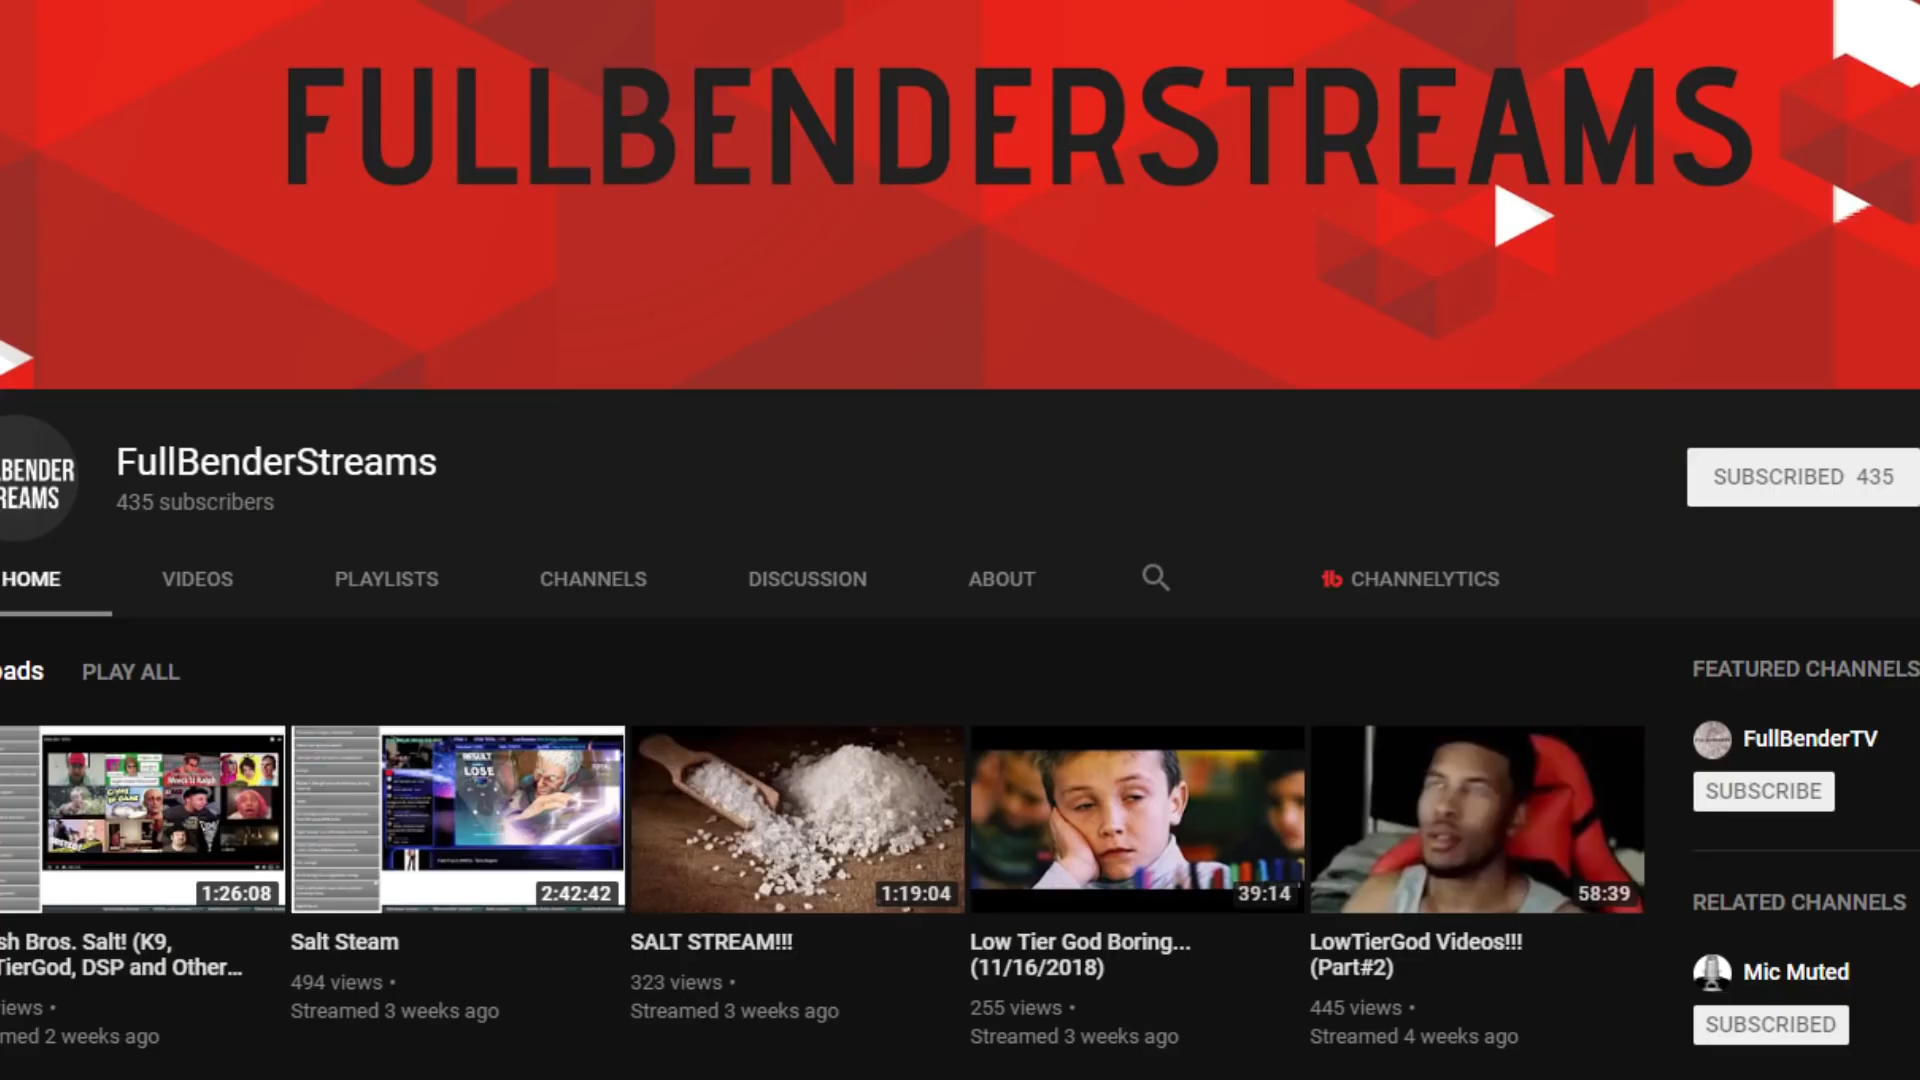 FULLBENDERSTREAMS
BENDER
REAMS
FullBenderStreams
435 subscribers
SUBSCRIBED 435
HOME VIDEOS PLAYLISTS CHANNELS DISCUSSION ABOUT CHANNELYTICS
oads PLAY ALL
FEATURED CHANNELS
FullBenderTV
SUBSCRIBE
RESULT
LOSE
1:26:08
2:42:42
1:19:04
39:14
58:39
RELATED CHANNELS
Mic Muted
SUBSCRIBED
sh Bros. Salt! (K9,
TierGod, DSP and Other...
iews •
med 2 weeks ago
Salt Steam
494 views •
Streamed 3 weeks ago
SALT STREAM!!!
323 views •
Streamed 3 weeks ago
Low Tier God Boring...
(11/16/2018)
255 views •
Streamed 3 weeks ago
LowTierGod Videos!!!
(Part#2)
445 views •
Streamed 4 weeks ago